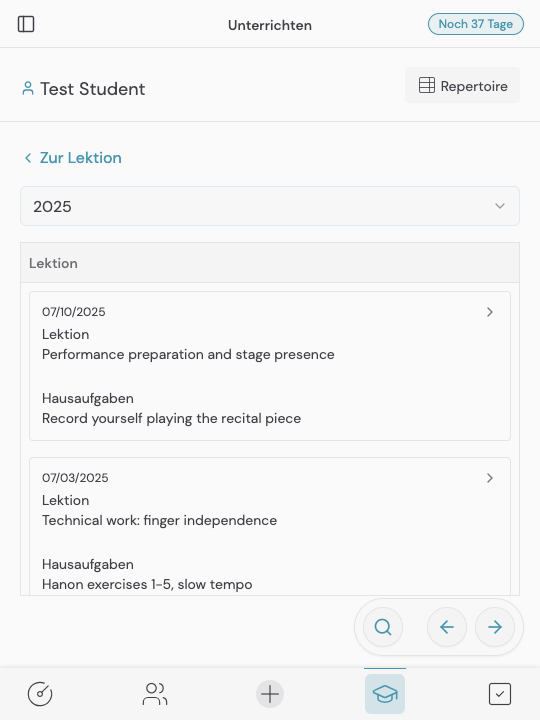 Unterrichten
Noch 37 Tage
Test Student
Repertoire
Zur Lektion
2025
Lektion
07/10/2025
Lektion
Performance preparation and stage presence
Hausaufgaben
Record yourself playing the recital piece
07/03/2025
Lektion
Technical work: finger independence
Hausaufgaben
Hanon exercises 1-5, slow tempo